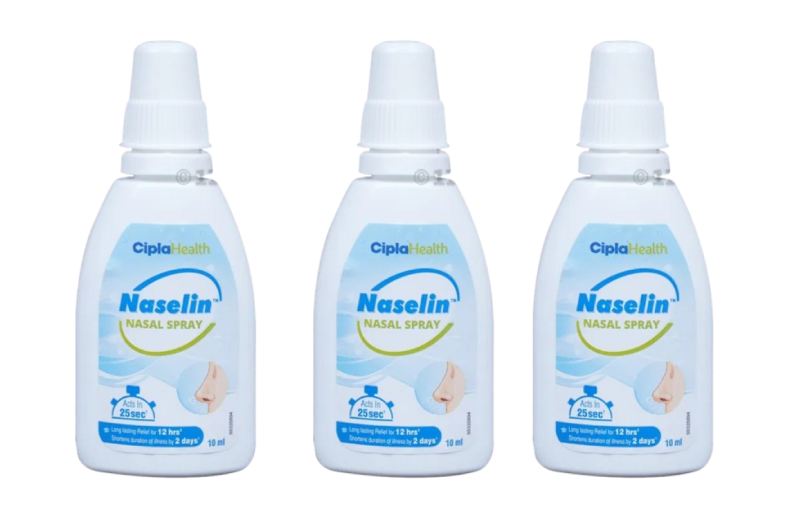 CiplaHealth
Naselin™
NASAL SPRAY
Acts In
25sec*
Long lasting Relief for 12 hrs*
Shortens duration of illness by 2 days*
10 ml
CiplaHealth
Naselin™
NASAL SPRAY
Acts In
25sec*
Long lasting Relief for 12 hrs*
Shortens duration of illness by 2 days*
10 ml
CiplaHealth
Naselin™
NASAL SPRAY
Acts In
25sec*
Long lasting Relief for 12 hrs*
Shortens duration of illness by 2 days*
10 ml